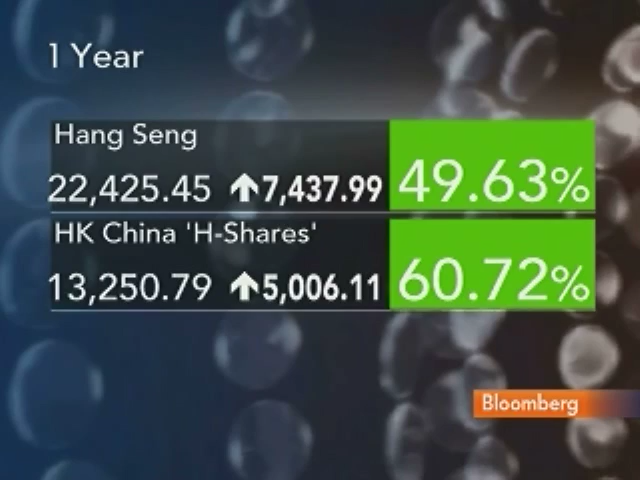 1 Year
Hang Seng
22,425.45 ↑7,437.99 49.63%
HK China 'H-Shares'
13,250.79 ↑5,006.11 60.72%
Bloomberg